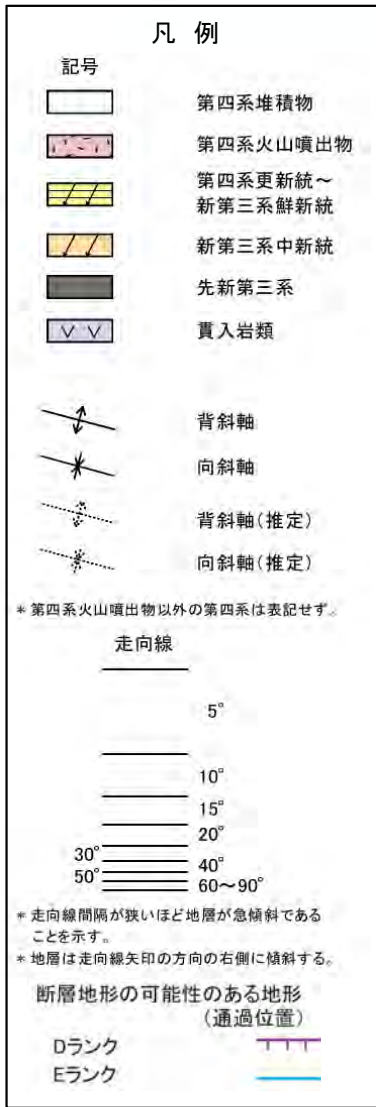 凡 例
記号
第四系堆積物
第四系火山噴出物
第四系更新統～
新第三系鮮新統
新第三系中新統
先新第三系
貫入岩類
背斜軸
向斜軸
背斜軸(推定)
向斜軸(推定)
* 第四系火山噴出物以外の第四系は表記せず。
走向線
5°
10°
15°
20°
30°
40°
50°
60～90°
* 走向線間隔が狭いほど地層が急傾斜である
ことを示す。
* 地層は走向線矢印の方向の右側に傾斜する。
断層地形の可能性のある地形
(通過位置)
Dランク
Eランク